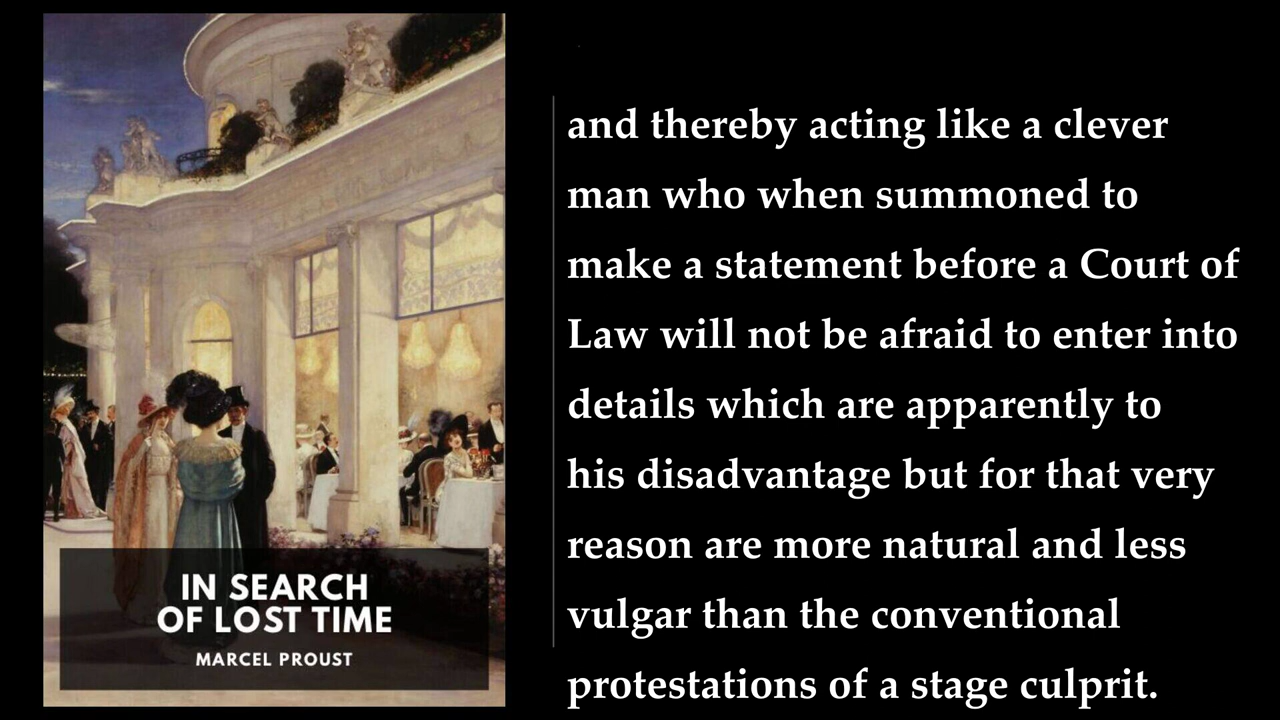 IN SEARCH
OF LOST TIME
MARCEL PROUST
and thereby acting like a clever
man who when summoned to
make a statement before a Court of
Law will not be afraid to enter into
details which are apparently to
his disadvantage but for that very
reason are more natural and less
vulgar than the conventional
protestations of a stage culprit.